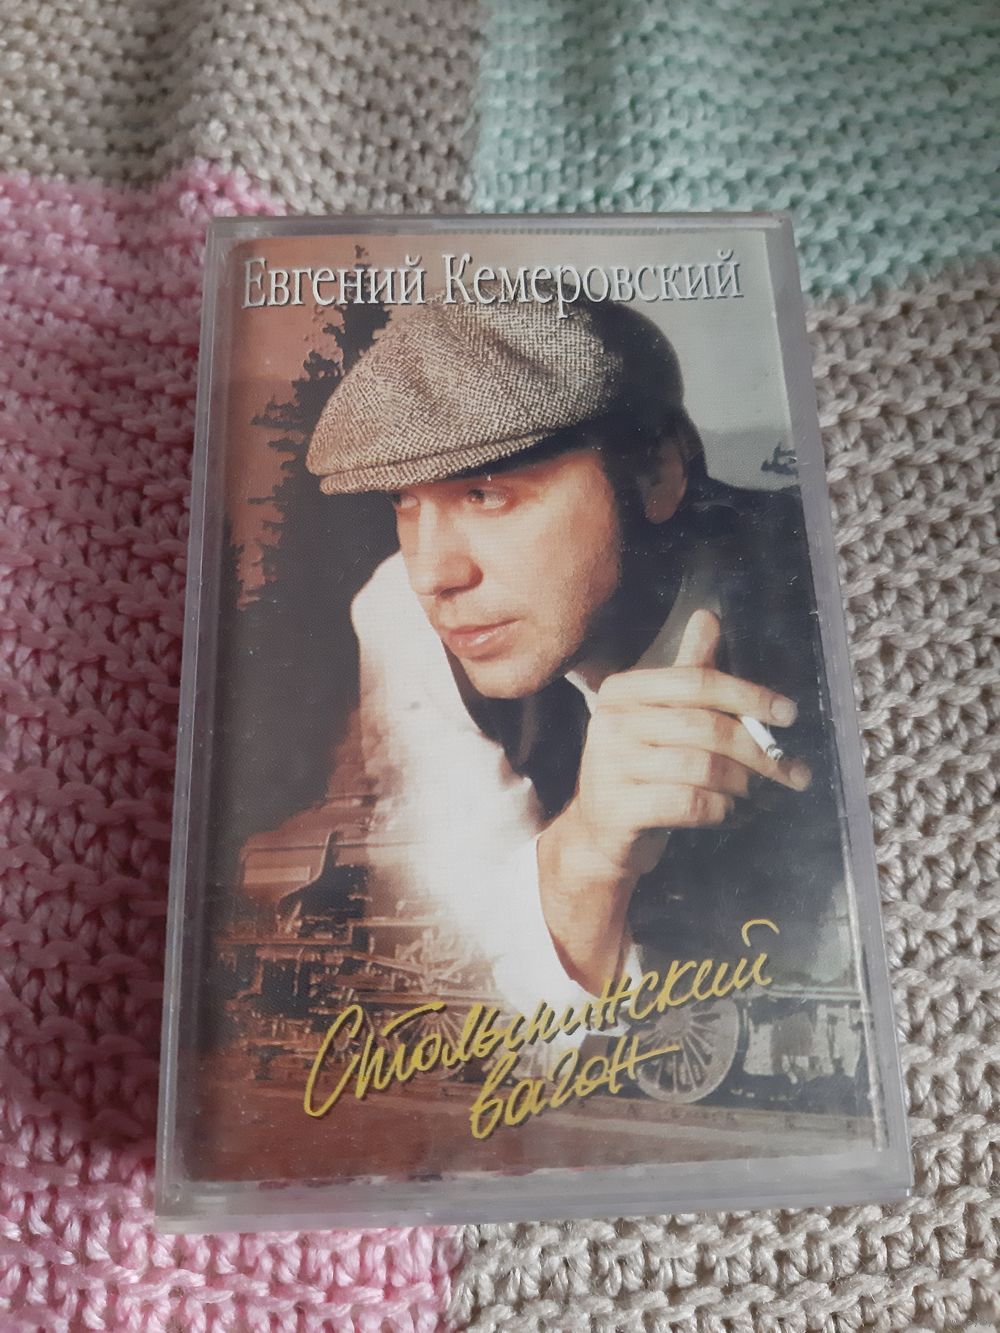 Евгений Кемеровский
Столыпинский
вагон